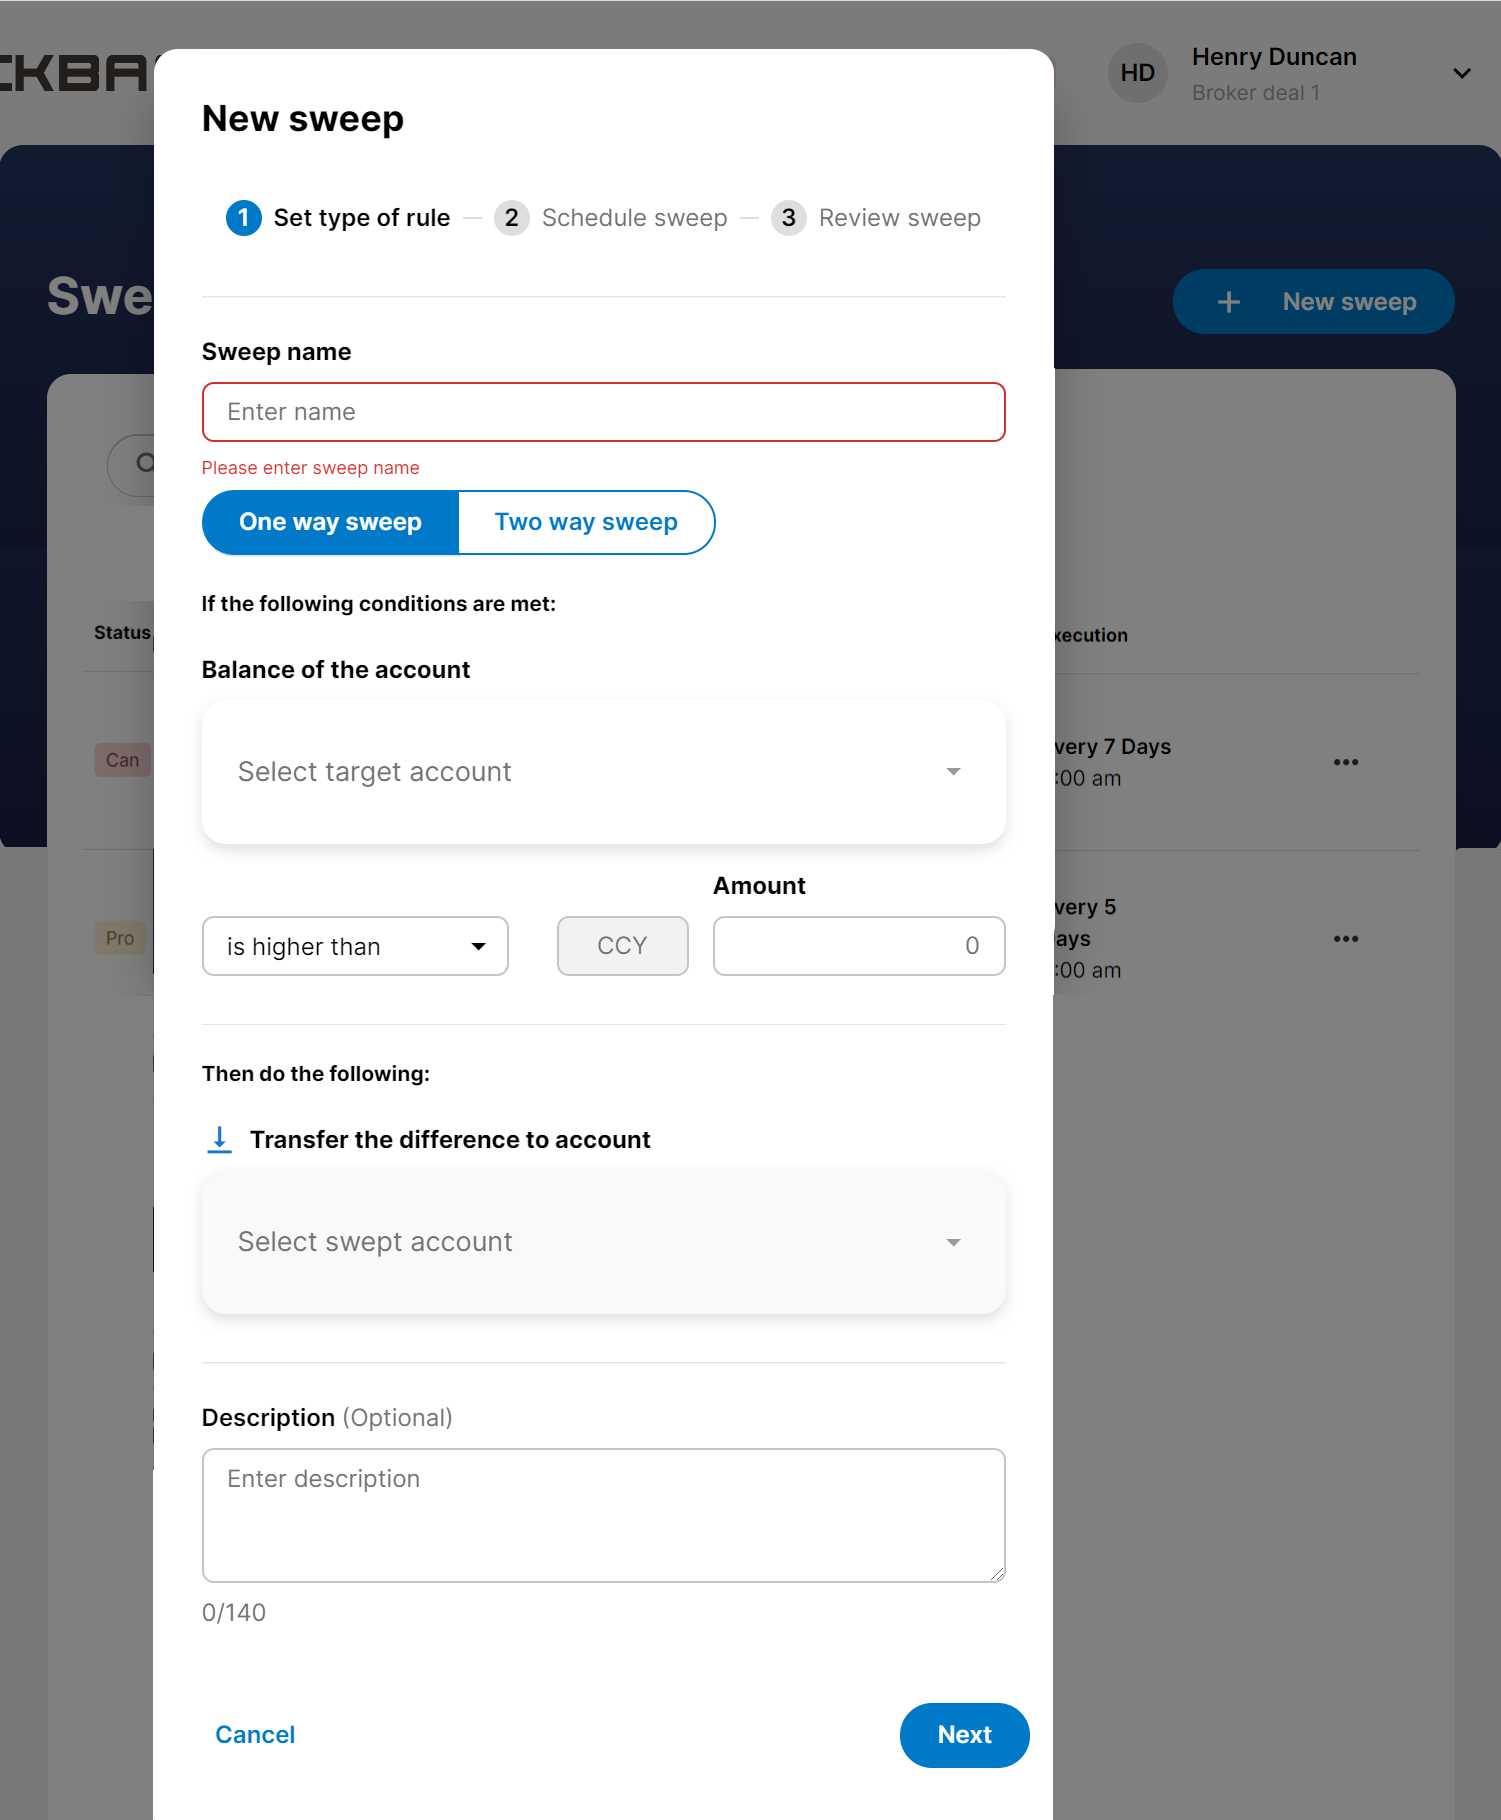 CKBA
HD
Henry Duncan
Broker deal 1
New sweep
1 Set type of rule
2 Schedule sweep
3 Review sweep
Swe
+ New sweep
Sweep name
Enter name
Please enter sweep name
One way sweep
Two way sweep
If the following conditions are met:
Status
xecution
Balance of the account
Select target account
Can
very 7 Days
:00 am
Amount
is higher than
CCY
0
Pro
very 5
ays
:00 am
Then do the following:
Transfer the difference to account
Select swept account
Description (Optional)
Enter description
0/140
Cancel
Next